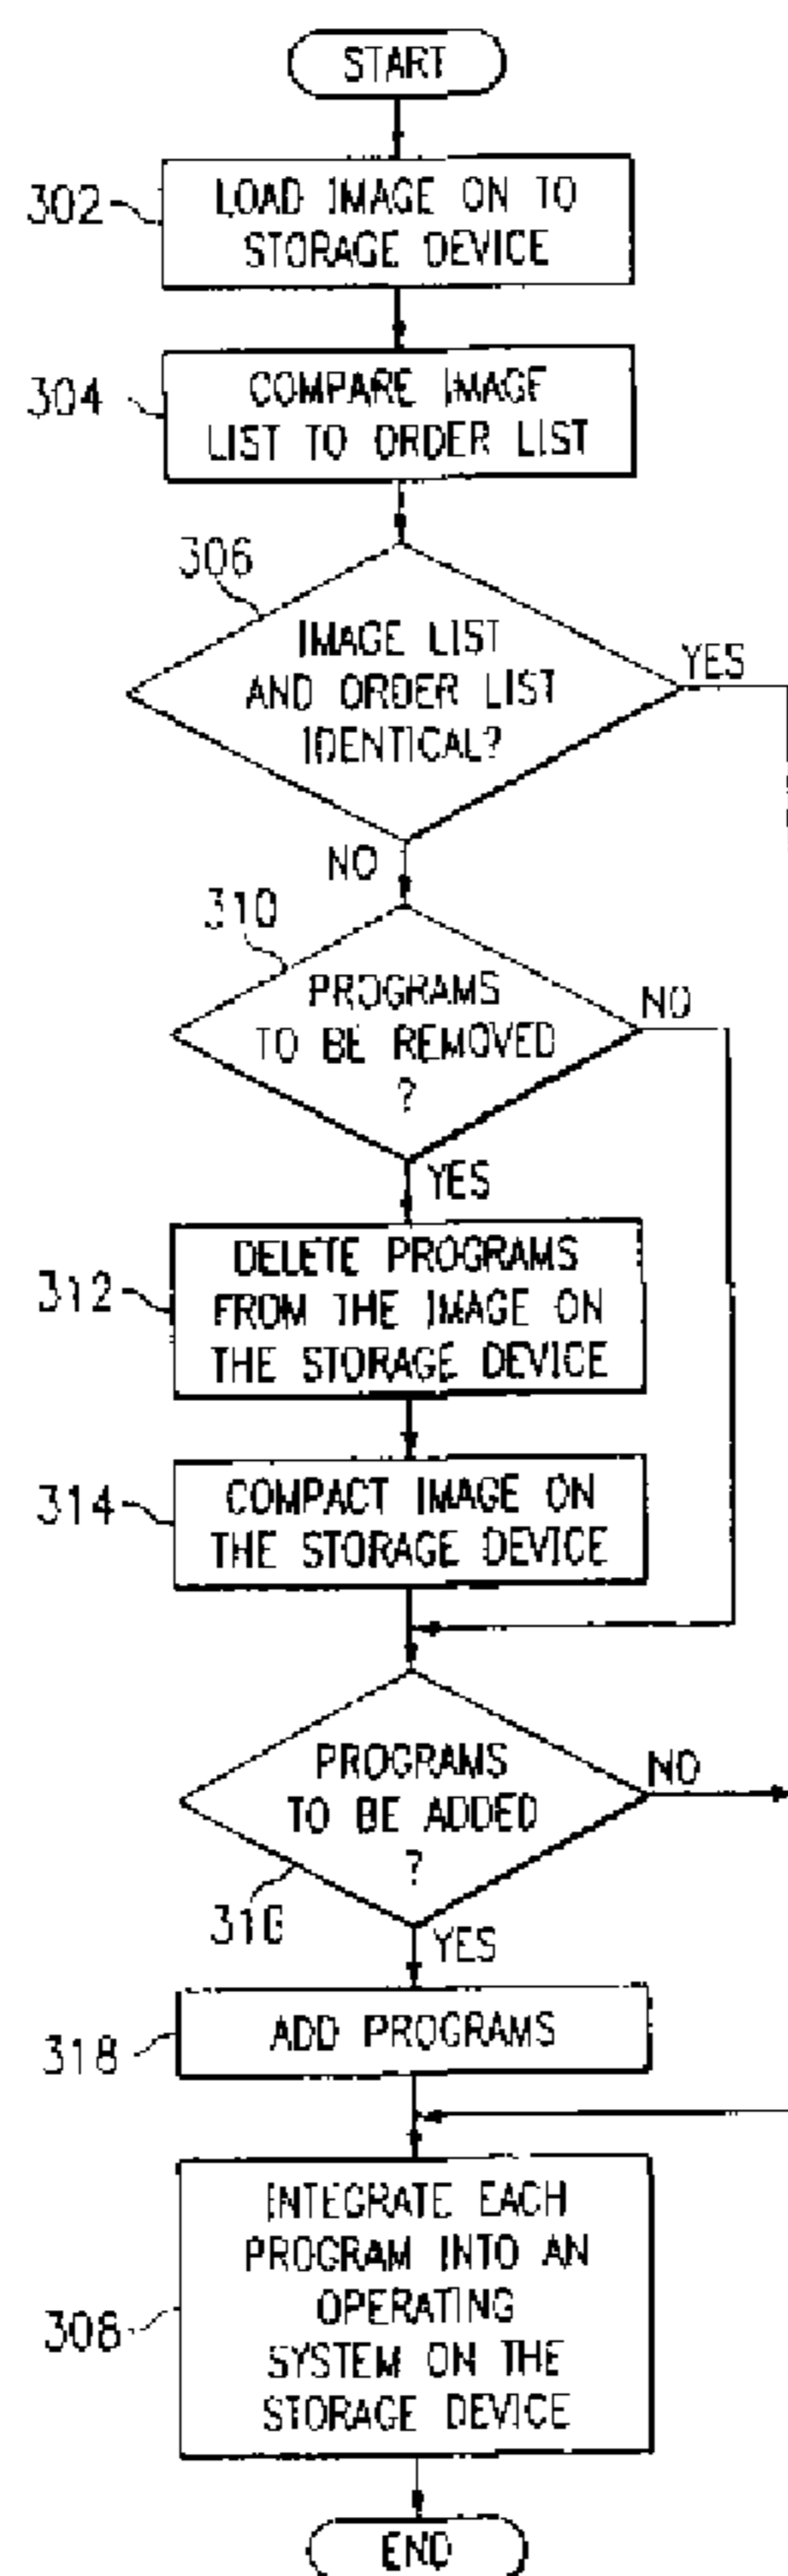 START
302
LOAD IMAGE ON TO
STORAGE DEVICE
304
COMPARE IMAGE
LIST TO ORDER LIST
306
IMAGE LIST
AND ORDER LIST
IDENTICAL?
YES
NO
310
PROGRAMS
TO BE REMOVED
?
NO
YES
312
DELETE PROGRAMS
FROM THE IMAGE ON
THE STORAGE DEVICE
314
COMPACT IMAGE ON
THE STORAGE DEVICE
PROGRAMS
TO BE ADDED
?
NO
316
YES
318
ADD PROGRAMS
308
INTEGRATE EACH
PROGRAM INTO AN
OPERATING
SYSTEM ON THE
STORAGE DEVICE
END